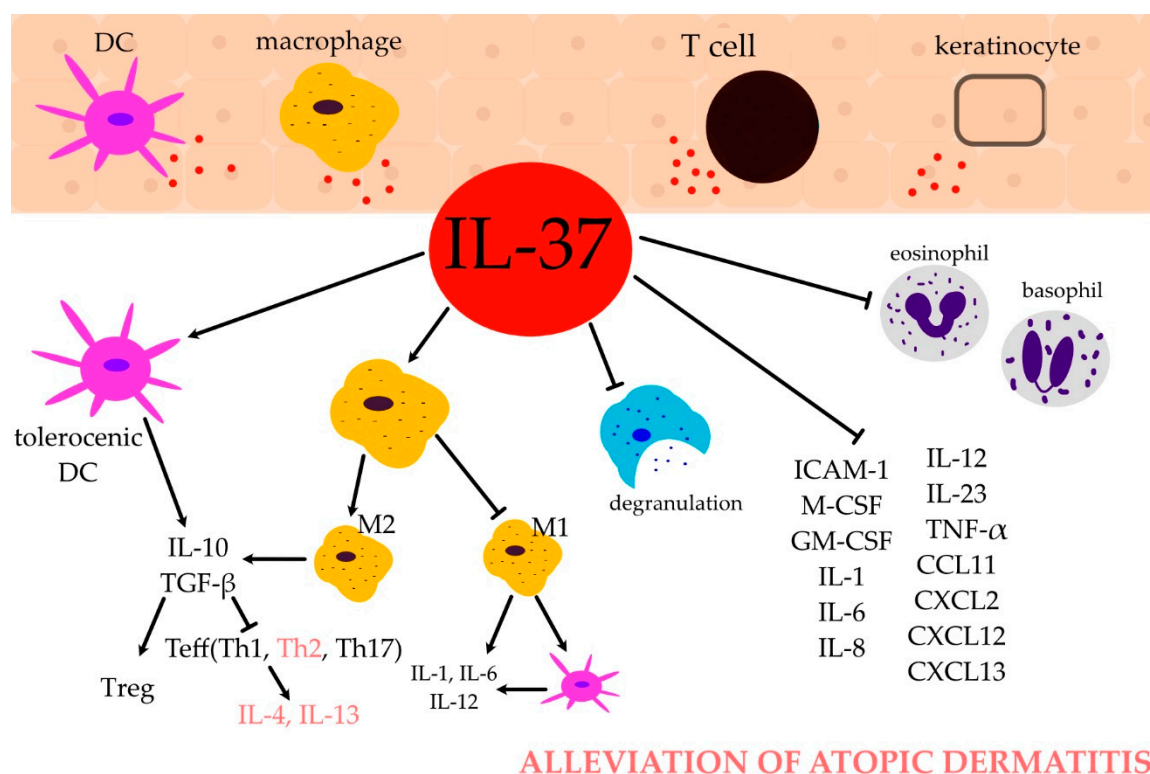 DC
macrophage
T cell
keratinocyte
IL-37
eosinophil
basophil
tolerocenic
DC
degranulation
M2
M1
IL-10
TGF-β
Teff(Th1, Th2, Th17)
Treg
IL-4, IL-13
IL-1, IL-6
IL-12
ICAM-1
M-CSF
GM-CSF
IL-1
IL-6
IL-8
IL-12
IL-23
TNF-α
CCL11
CXCL2
CXCL12
CXCL13
ALLEVIATION OF ATOPIC DERMATITIS